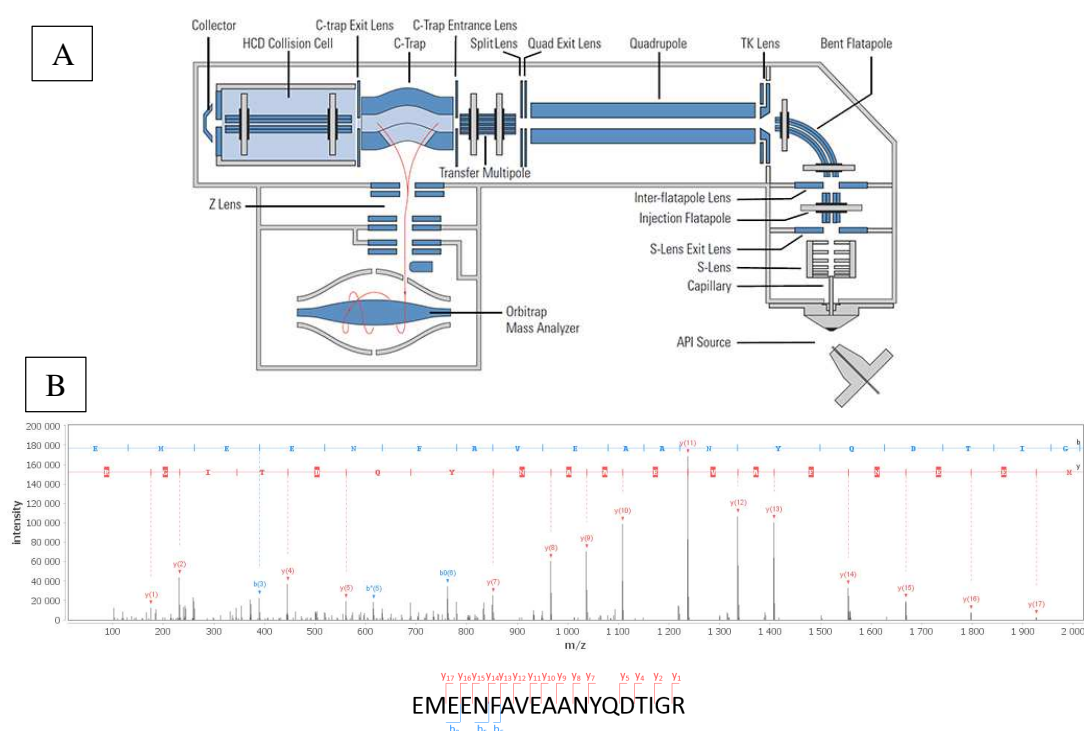 A
Collector
HCD Collision Cell
C-trap Exit Lens
C-Trap
C-Trap Entrance Lens
Split Lens
Quad Exit Lens
Quadrupole
TK Lens
Bent Flatapole
Transfer Multipole
Z Lens
Inter-flatapole Lens
Injection Flatapole
S-Lens Exit Lens
S-Lens
Capillary
Orbitrap
Mass Analyzer
API Source
B
200 000
180 000
160 000
140 000
120 000
100 000
80 000
60 000
40 000
20 000
0
intensity
E M E E N F A V E A A N Y Q D T I G
b
y
y(1)
y(2)
b(3)
y(4)
y(5)
b*(5)
b0(6)
y(7)
y(8)
y(9)
y(10)
y(11)
y(12)
y(13)
y(14)
y(15)
y(16)
y(17)
100 200 300 400 500 600 700 800 900 1 000 1 100 1 200 1 300 1 400 1 500 1 600 1 700 1 800 1 900 2 000
m/z
y17 y16 y15 y14 y13 y12 y11 y10 y9 y8 y7 y5 y4 y2 y1
EMEENFAVEAANYQDTIGR